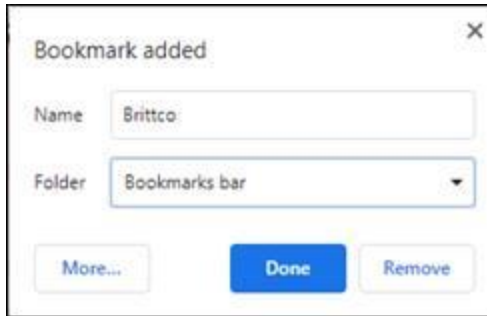 Bookmark added
Name Brittco
Folder Bookmarks bar
More... Done Remove